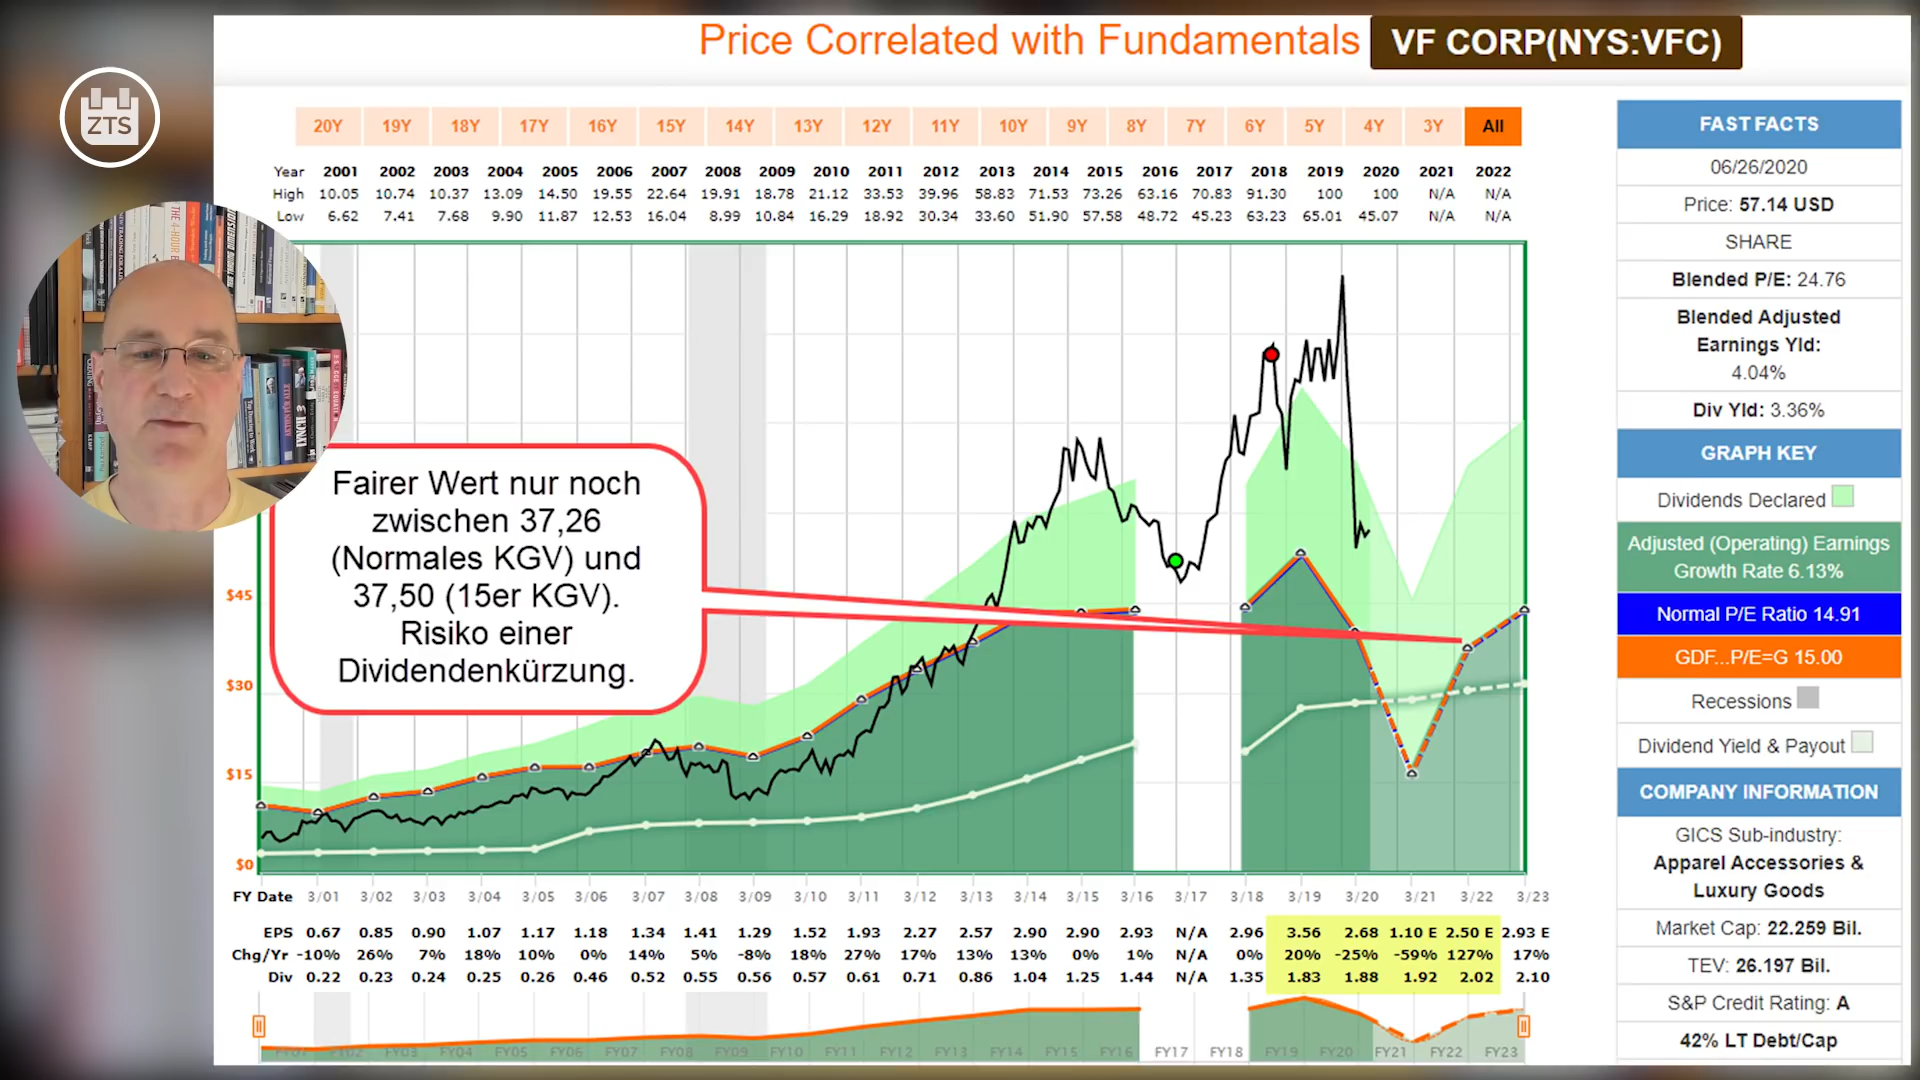 Price Correlated with Fundamentals VF CORP(NYS:VFC)
ZTS
20Y 19Y 18Y 17Y 16Y 15Y 14Y 13Y 12Y 11Y 10Y 9Y 8Y 7Y 6Y 5Y 4Y 3Y All
Year 2001 2002 2003 2004 2005 2006 2007 2008 2009 2010 2011 2012 2013 2014 2015 2016 2017 2018 2019 2020 2021 2022
High 10.05 10.74 10.37 13.09 14.50 19.55 22.64 19.91 18.78 21.12 33.53 39.96 58.83 71.53 73.26 63.16 70.83 91.30 100 100 N/A N/A
Low 6.62 7.41 7.68 9.90 11.87 12.53 16.04 8.99 10.84 16.29 18.92 30.34 33.60 51.90 57.58 48.72 45.23 63.23 65.01 45.07 N/A N/A
Fairer Wert nur noch
zwischen 37,26
(Normales KGV) und
37,50 (15er KGV).
Risiko einer
Dividendenkürzung.
$45
$30
$15
$0
FY Date 3/01 3/02 3/03 3/04 3/05 3/06 3/07 3/08 3/09 3/10 3/11 3/12 3/13 3/14 3/15 3/16 3/17 3/18 3/19 3/20 3/21 3/22 3/23
EPS 0.67 0.85 0.90 1.07 1.17 1.18 1.34 1.41 1.29 1.52 1.93 2.27 2.57 2.90 2.90 2.93 N/A 2.96 3.56 2.68 1.10 E 2.50 E 2.93 E
Chg/Yr -10% 26% 7% 18% 10% 0% 14% 5% -8% 18% 27% 17% 13% 13% 0% 1% N/A 0% 20% -25% -59% 127% 17%
Div 0.22 0.23 0.24 0.25 0.26 0.46 0.52 0.55 0.56 0.57 0.61 0.71 0.86 1.04 1.25 1.44 N/A 1.35 1.83 1.88 1.92 2.02 2.10
FY01 FY02 FY03 FY04 FY05 FY06 FY07 FY08 FY09 FY10 FY11 FY12 FY13 FY14 FY15 FY16 FY17 FY18 FY19 FY20 FY21 FY22 FY23
FAST FACTS
06/26/2020
Price: 57.14 USD
SHARE
Blended P/E: 24.76
Blended Adjusted
Earnings Yld:
4.04%
Div Yld: 3.36%
GRAPH KEY
Dividends Declared
Adjusted (Operating) Earnings
Growth Rate 6.13%
Normal P/E Ratio 14.91
GDF...P/E=G 15.00
Recessions
Dividend Yield & Payout
COMPANY INFORMATION
GICS Sub-industry:
Apparel Accessories &
Luxury Goods
Market Cap: 22.259 Bil.
TEV: 26.197 Bil.
S&P Credit Rating: A
42% LT Debt/Cap